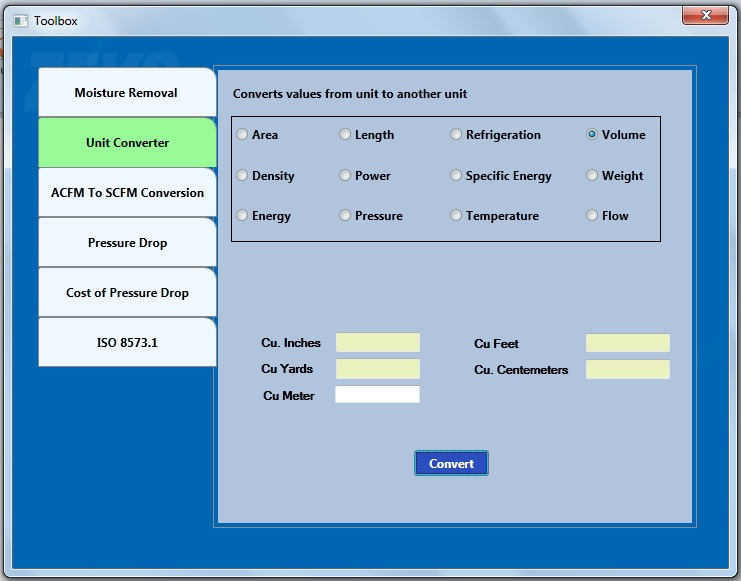 Toolbox
Moisture Removal
Unit Converter
ACFM To SCFM Conversion
Pressure Drop
Cost of Pressure Drop
ISO 8573.1
Converts values from unit to another unit
Area Length Refrigeration Volume
Density Power Specific Energy Weight
Energy Pressure Temperature Flow
Cu. Inches Cu Feet
Cu Yards Cu. Centemeters
Cu Meter
Convert